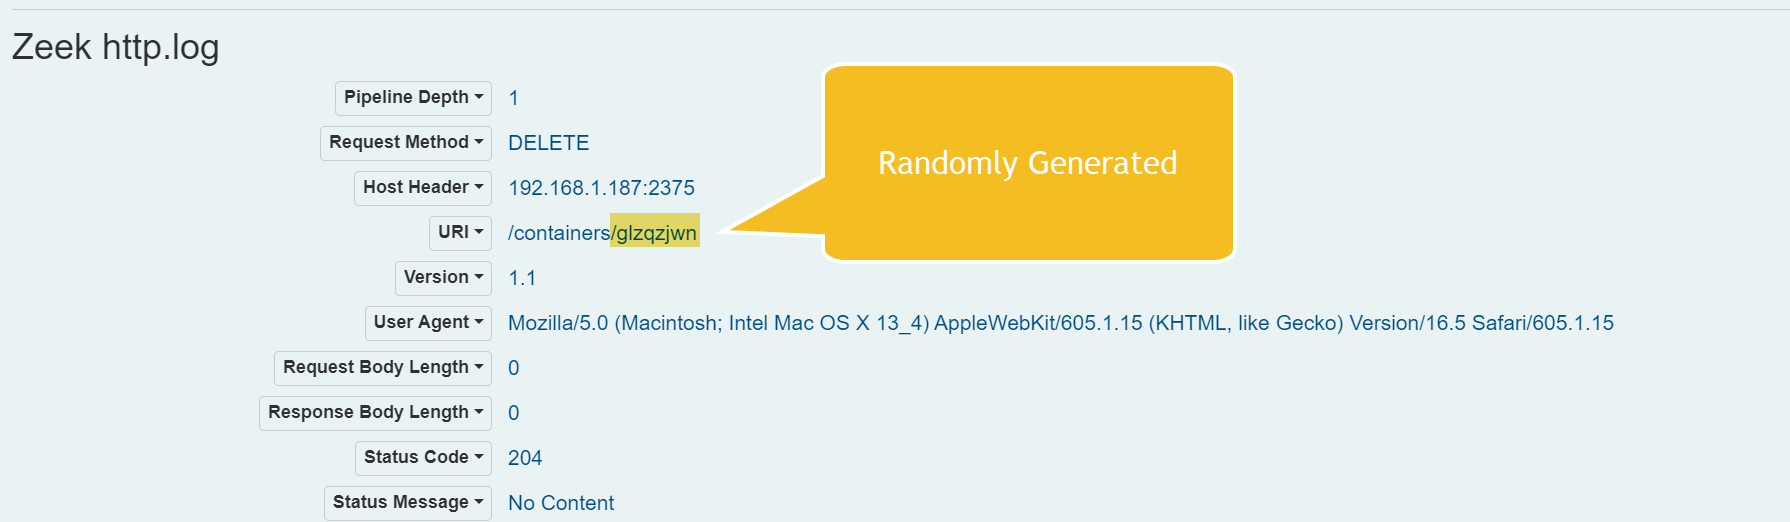 Zeek http.log
Pipeline Depth 1
Request Method DELETE
Host Header 192.168.1.187:2375
URI /containers/glzqzjwn
Randomly Generated
Version 1.1
User Agent Mozilla/5.0 (Macintosh; Intel Mac OS X 13_4) AppleWebKit/605.1.15 (KHTML, like Gecko) Version/16.5 Safari/605.1.15
Request Body Length 0
Response Body Length 0
Status Code 204
Status Message No Content